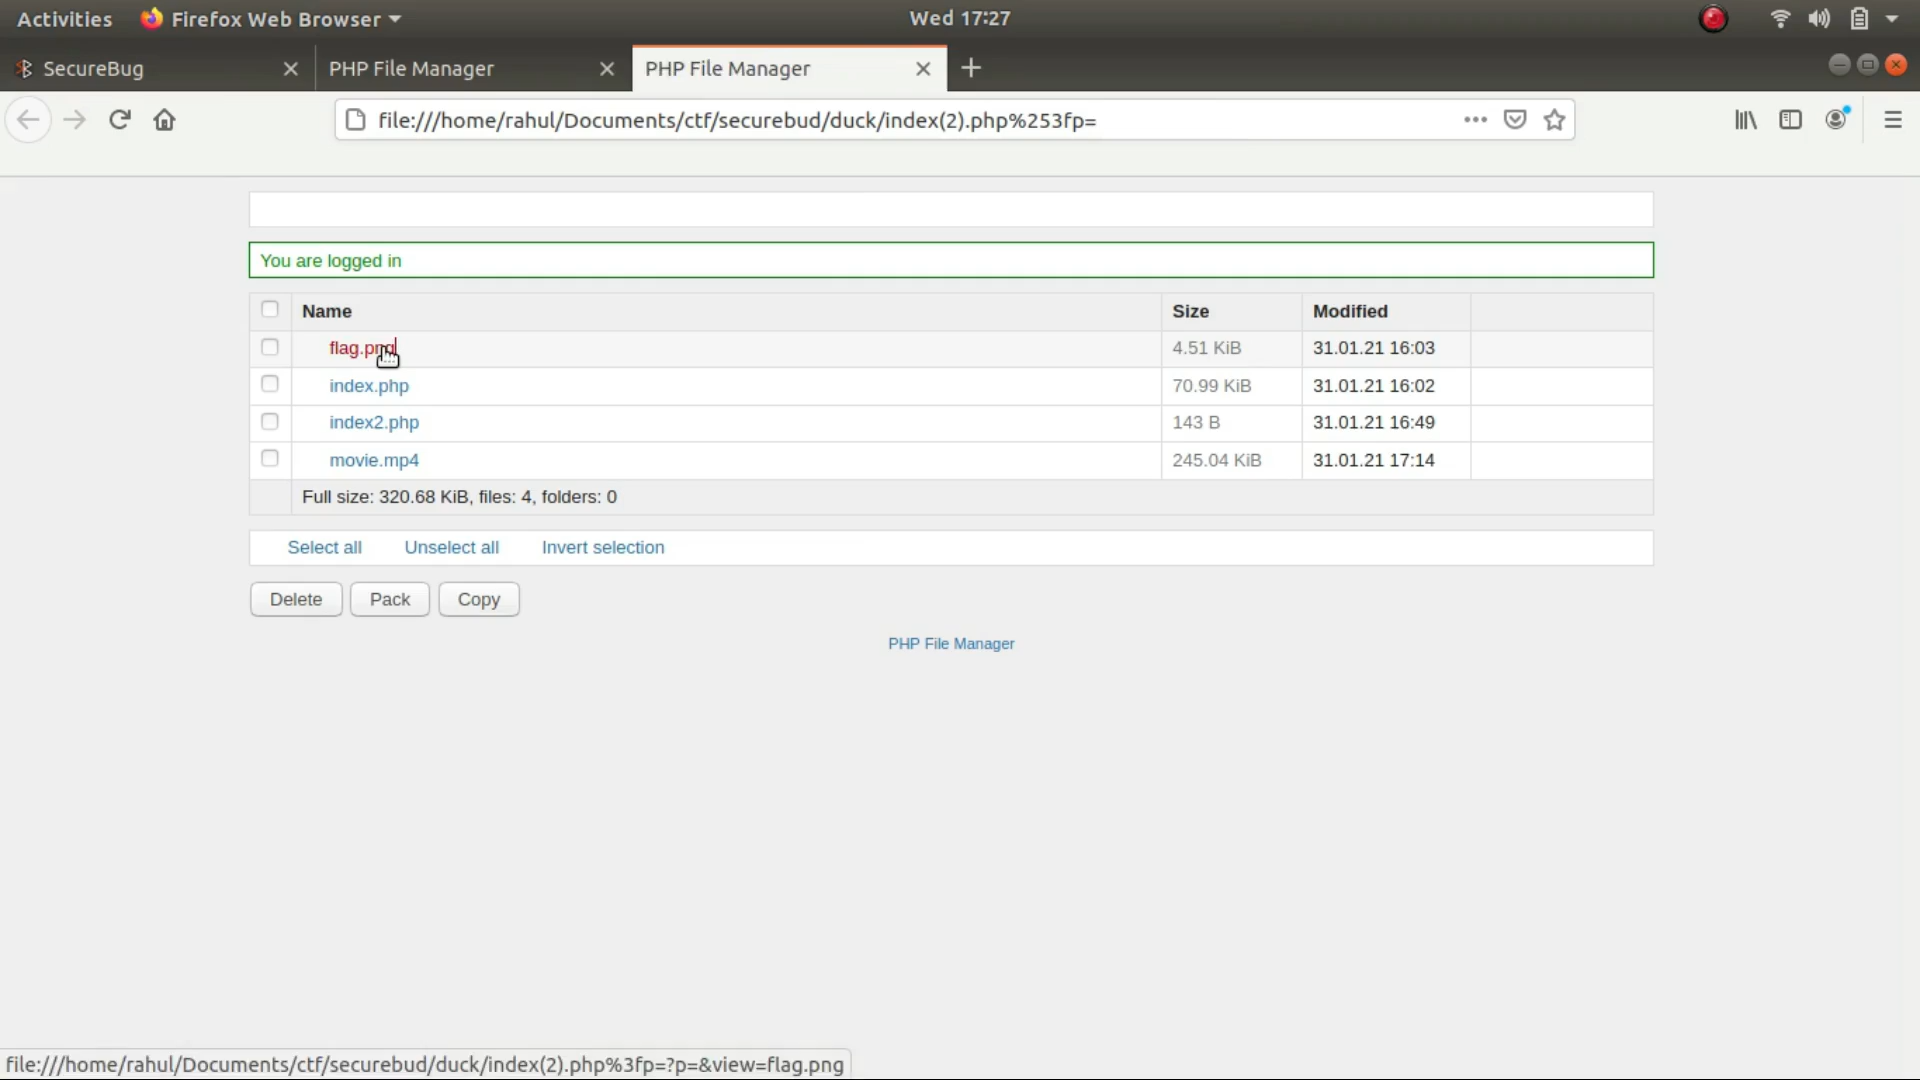 Activities Firefox Web Browser Wed 17:27
SecureBug PHP File Manager PHP File Manager
file:///home/rahul/Documents/ctf/securebud/duck/index(2).php%253fp=
You are logged in
Name Size Modified
flag.png 4.51 KiB 31.01.21 16:03
index.php 70.99 KiB 31.01.21 16:02
index2.php 143 B 31.01.21 16:49
movie.mp4 245.04 KiB 31.01.21 17:14
Full size: 320.68 KiB, files: 4, folders: 0
Select all Unselect all Invert selection
Delete Pack Copy
PHP File Manager
file:///home/rahul/Documents/ctf/securebud/duck/index(2).php%3fp=?p=&view=flag.png